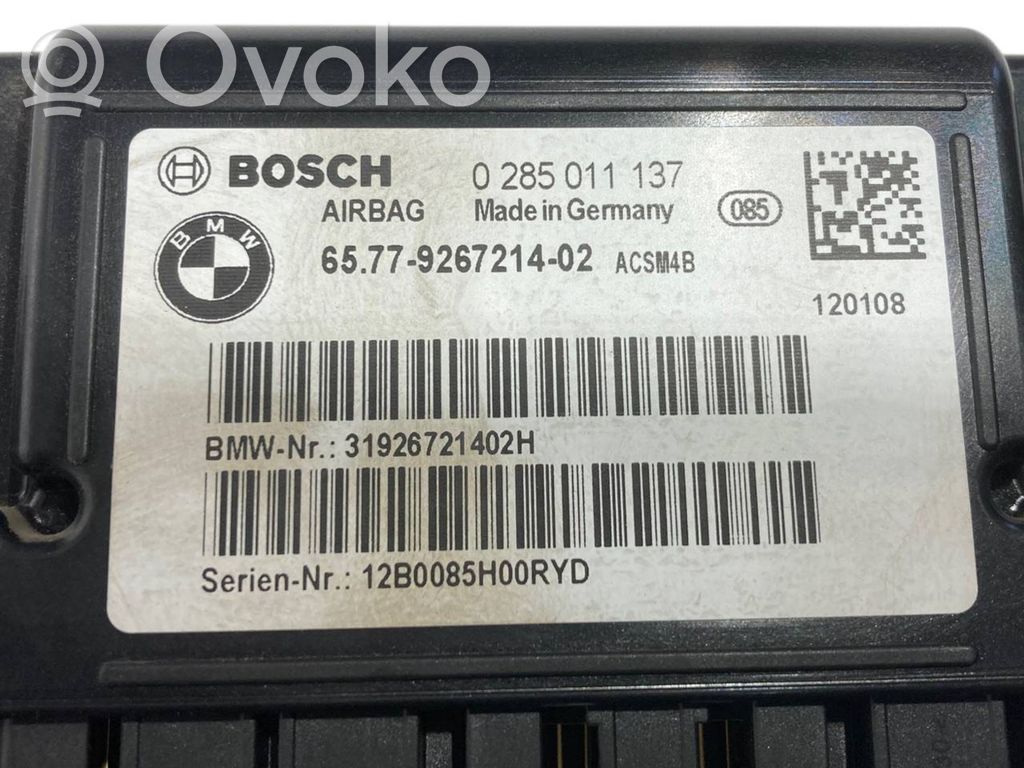 Ovoko
BOSCH 0 285 011 137
AIRBAG Made in Germany 085
BMW
65.77-9267214-02 ACSM4B
120108
BMW-Nr.: 31926721402H
Serien-Nr.: 12B0085H00RYD